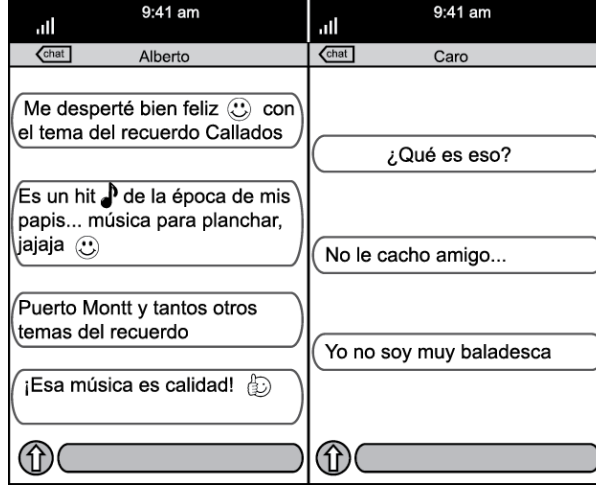 9:41 am
chat
Alberto
Me desperté bien feliz con
el tema del recuerdo Callados
Es un hit de la época de mis
papis... música para planchar,
jajaja
Puerto Montt y tantos otros
temas del recuerdo
¡Esa música es calidad!
9:41 am
chat
Caro
¿Qué es eso?
No le cacho amigo...
Yo no soy muy baladesca